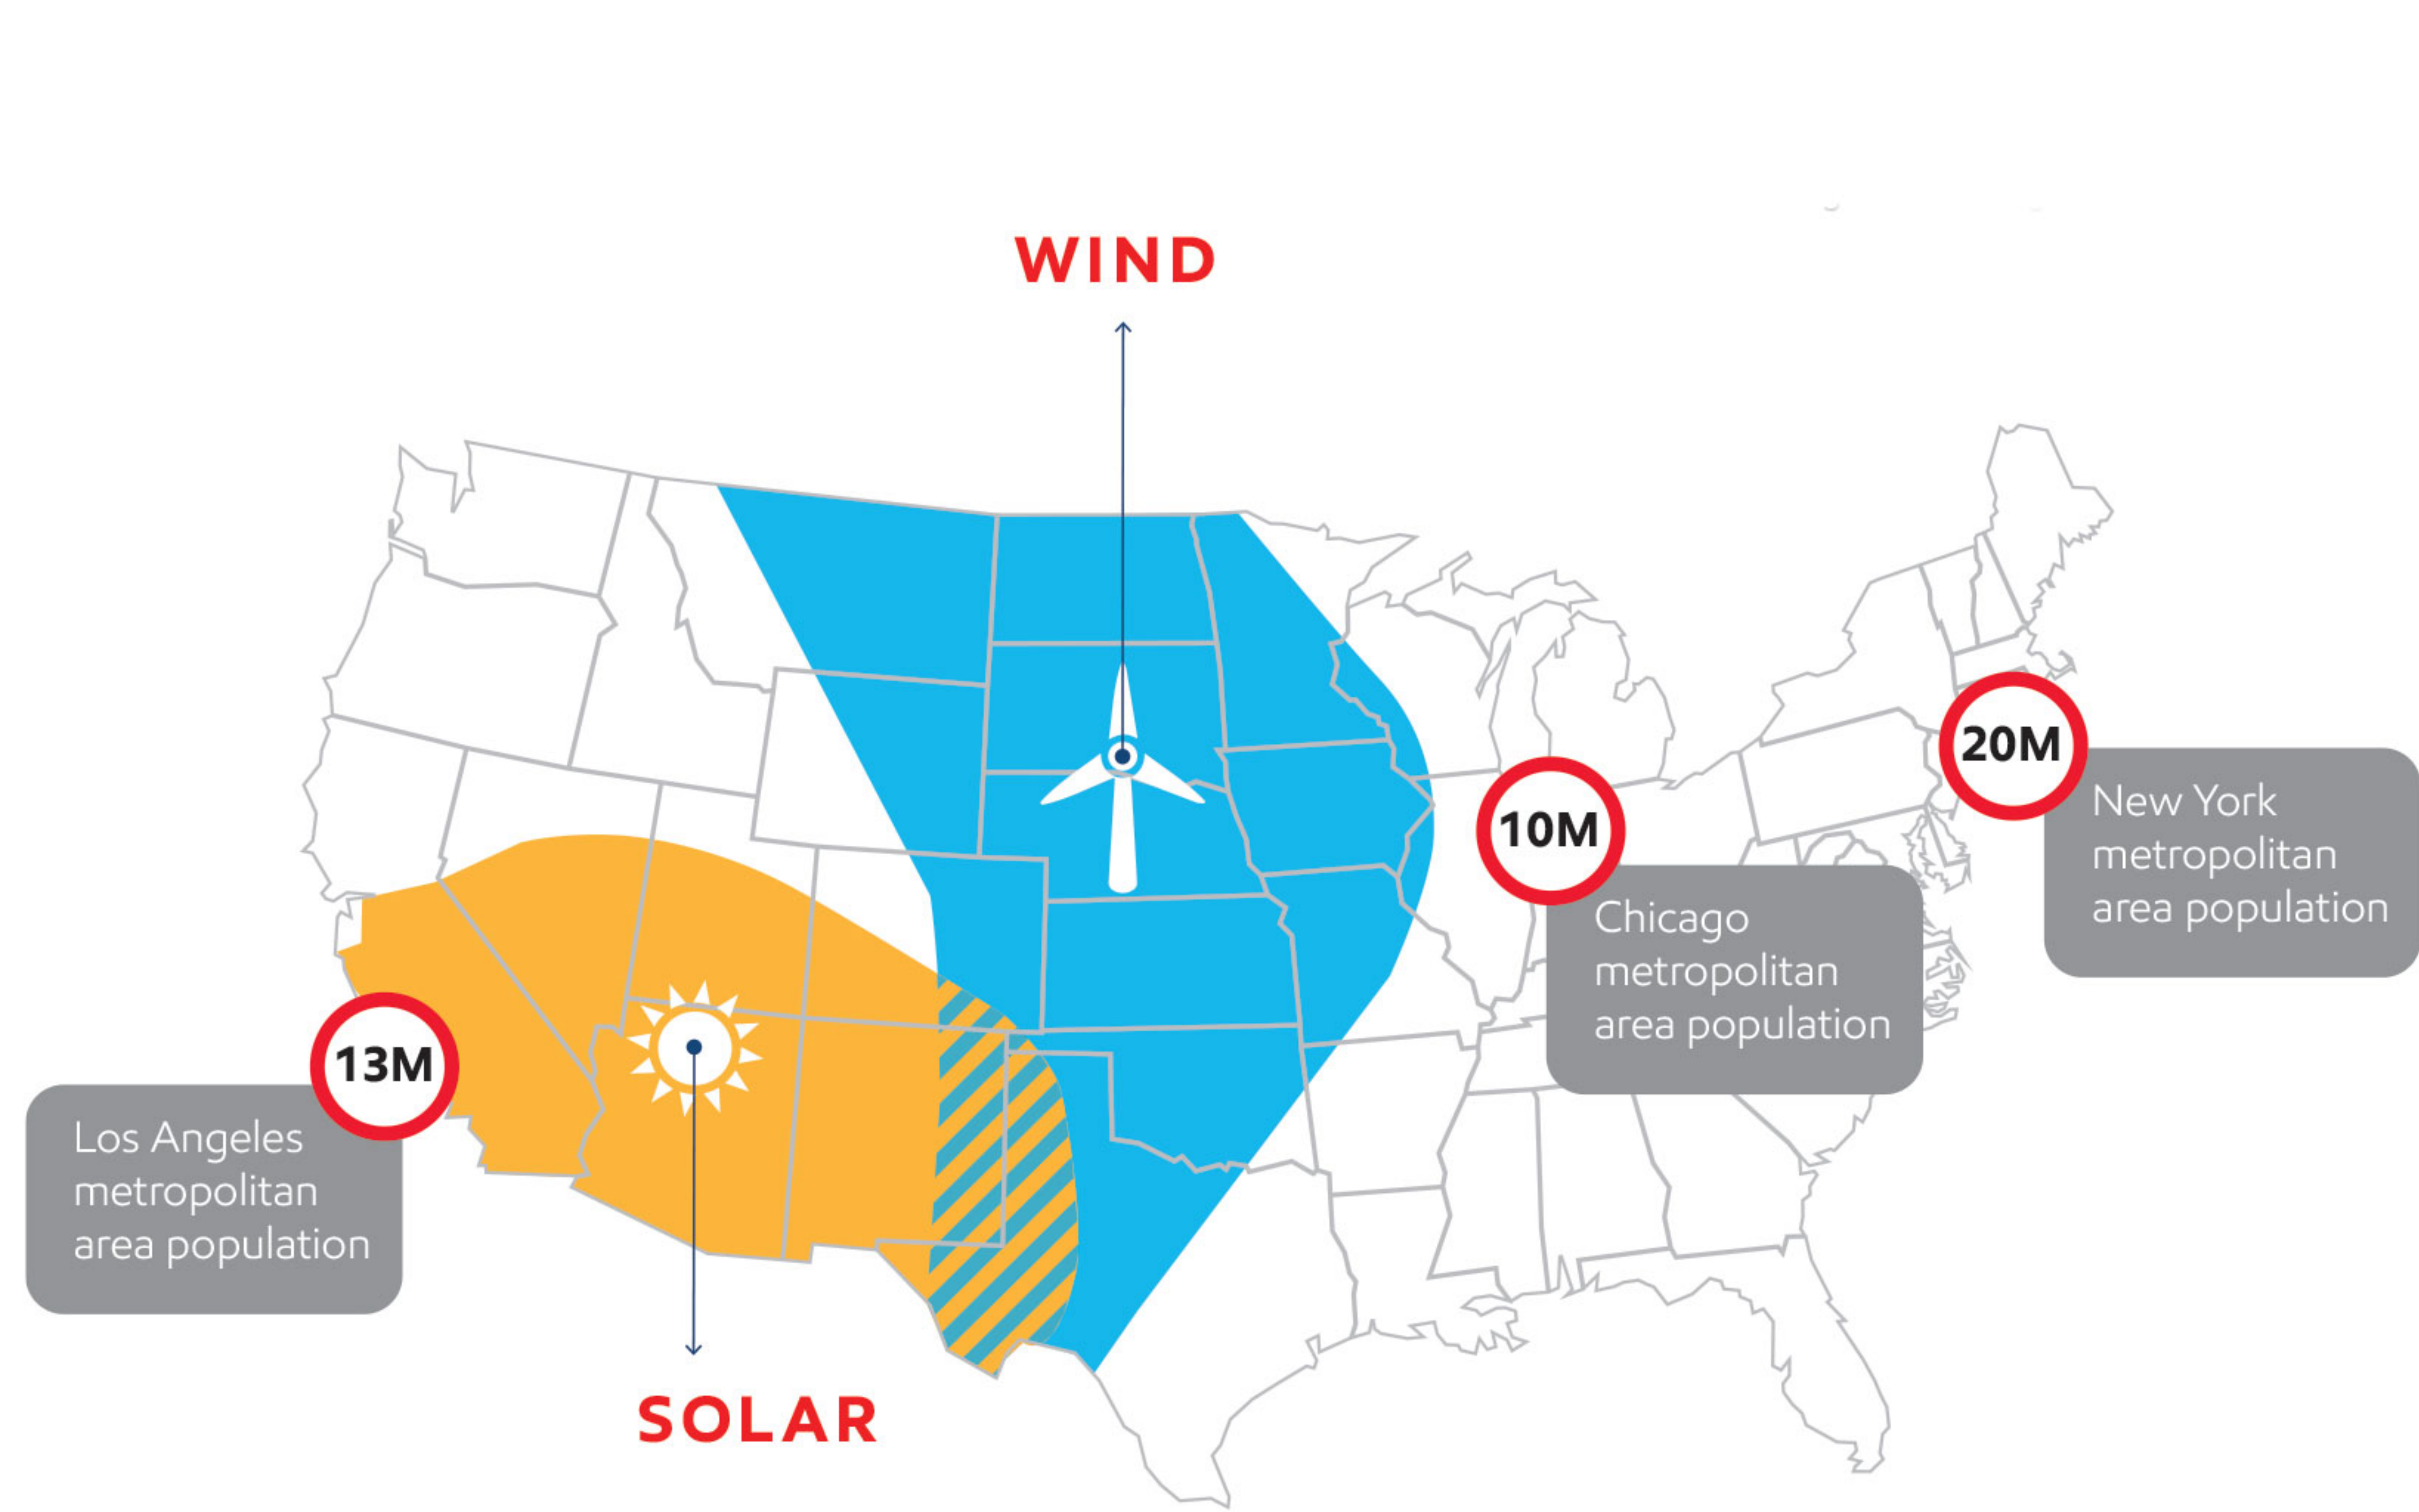 WIND
20M
New York
metropolitan
area population
10M
Chicago
metropolitan
area population
13M
Los Angeles
metropolitan
area population
SOLAR